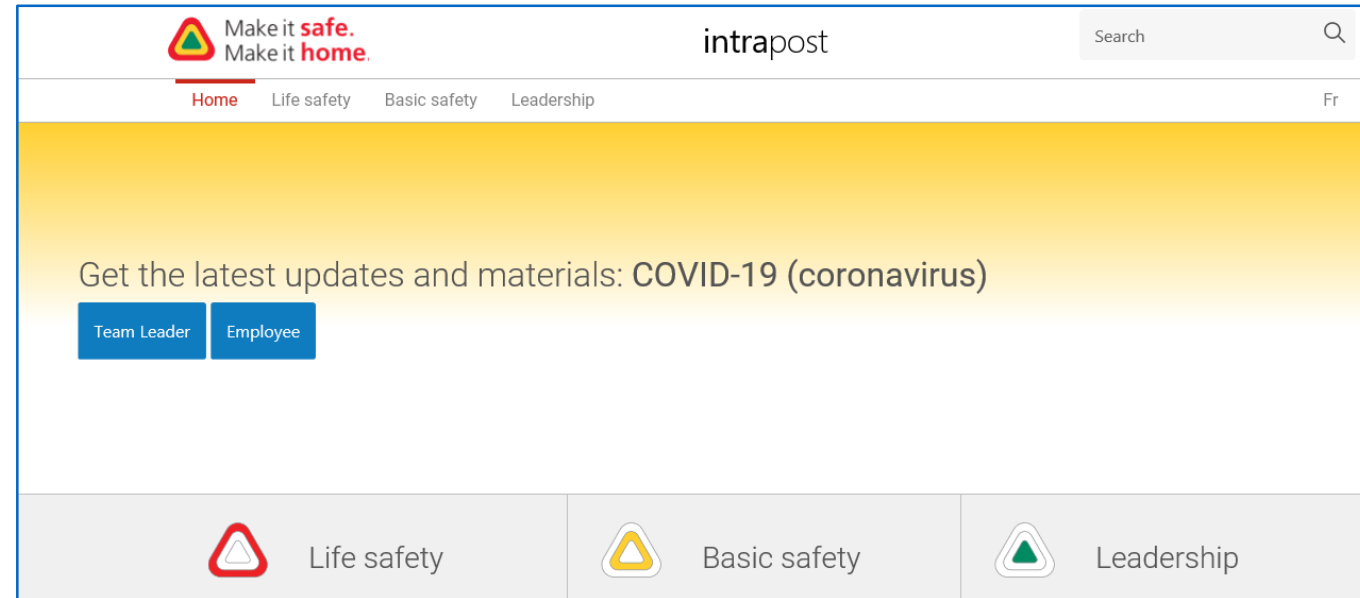 Make it safe.
Make it home.
intrapost
Search
Home Life safety Basic safety Leadership Fr
Get the latest updates and materials: COVID-19 (coronavirus)
Team Leader Employee
Life safety Basic safety Leadership